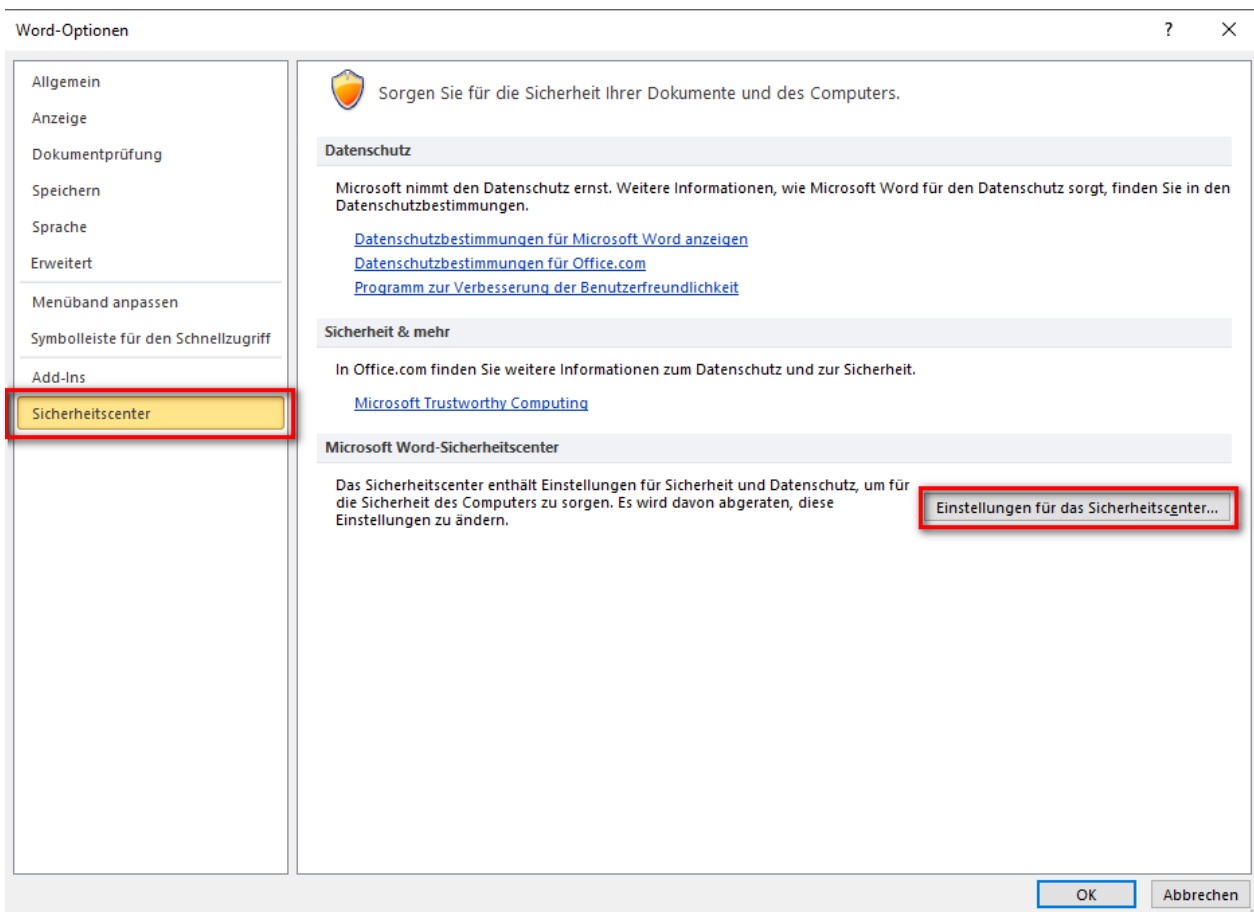 Word-Optionen
?
Allgemein
Anzeige
Dokumentprüfung
Speichern
Sprache
Erweitert
Menüband anpassen
Symbolleiste für den Schnellzugriff
Add-Ins
Sicherheitscenter
Sorgen Sie für die Sicherheit Ihrer Dokumente und des Computers.
Datenschutz
Microsoft nimmt den Datenschutz ernst. Weitere Informationen, wie Microsoft Word für den Datenschutz sorgt, finden Sie in den
Datenschutzbestimmungen.
Datenschutzbestimmungen für Microsoft Word anzeigen
Datenschutzbestimmungen für Office.com
Programm zur Verbesserung der Benutzerfreundlichkeit
Sicherheit & mehr
In Office.com finden Sie weitere Informationen zum Datenschutz und zur Sicherheit.
Microsoft Trustworthy Computing
Microsoft Word-Sicherheitscenter
Das Sicherheitscenter enthält Einstellungen für Sicherheit und Datenschutz, um für
die Sicherheit des Computers zu sorgen. Es wird davon abgeraten, diese
Einstellungen zu ändern.
Einstellungen für das Sicherheitscenter...
OK
Abbrechen